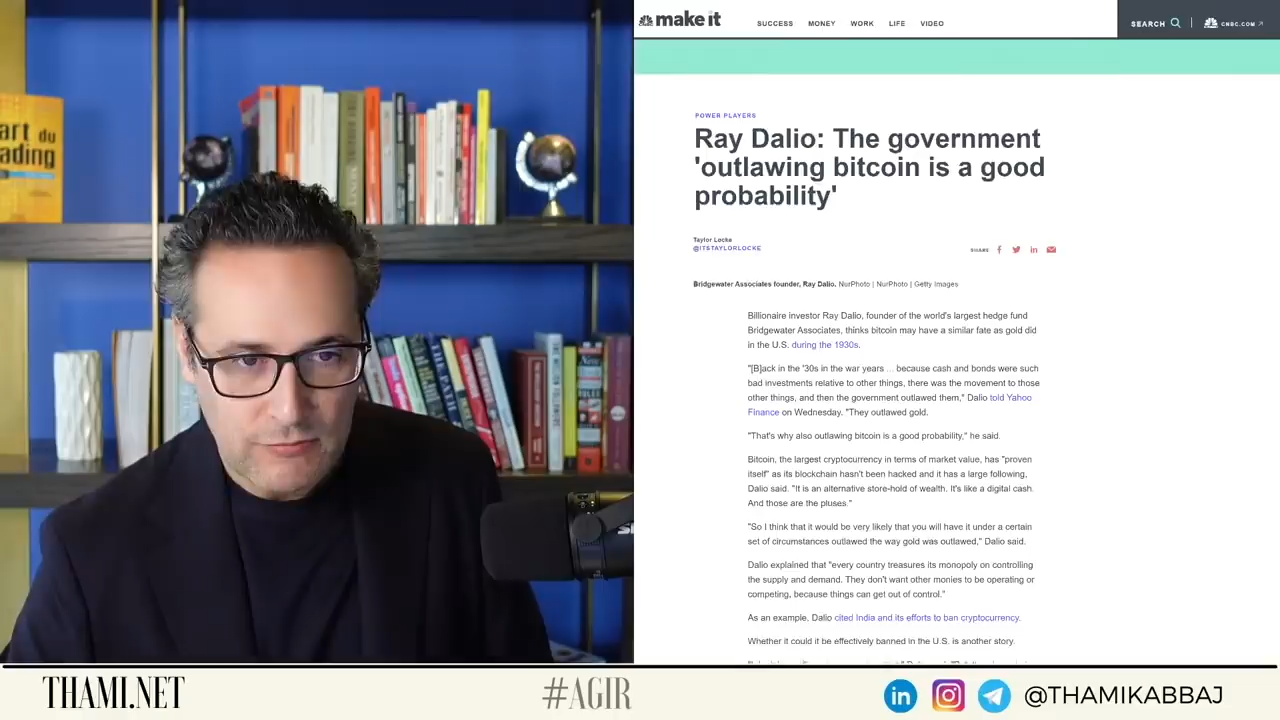 art du
ading
make it
SUCCESS MONEY WORK LIFE VIDEO
SEARCH
CNBC.COM
POWER PLAYERS
Ray Dalio: The government
'outlawing bitcoin is a good
probability'
Taylor Locke
@ITSTAYLORLOCKE
SHARE
Bridgewater Associates founder, Ray Dalio. NurPhoto | NurPhoto | Getty Images
Billionaire investor Ray Dalio, founder of the world's largest hedge fund
Bridgewater Associates, thinks bitcoin may have a similar fate as gold did
in the U.S. during the 1930s.
"[B]ack in the '30s in the war years ... because cash and bonds were such
bad investments relative to other things, there was the movement to those
other things, and then the government outlawed them," Dalio told Yahoo
Finance on Wednesday. "They outlawed gold.
"That's why also outlawing bitcoin is a good probability," he said.
Bitcoin, the largest cryptocurrency in terms of market value, has "proven
itself" as its blockchain hasn't been hacked and it has a large following,
Dalio said. "It is an alternative store-hold of wealth. It's like a digital cash.
And those are the pluses."
"So I think that it would be very likely that you will have it under a certain
set of circumstances outlawed the way gold was outlawed," Dalio said.
Dalio explained that "every country treasures its monopoly on controlling
the supply and demand. They don't want other monies to be operating or
competing, because things can get out of control."
As an example, Dalio cited India and its efforts to ban cryptocurrency.
Whether it could it be effectively banned in the U.S. is another story.
THAMI.NET
#AGIR
@THAMIKABBAJ